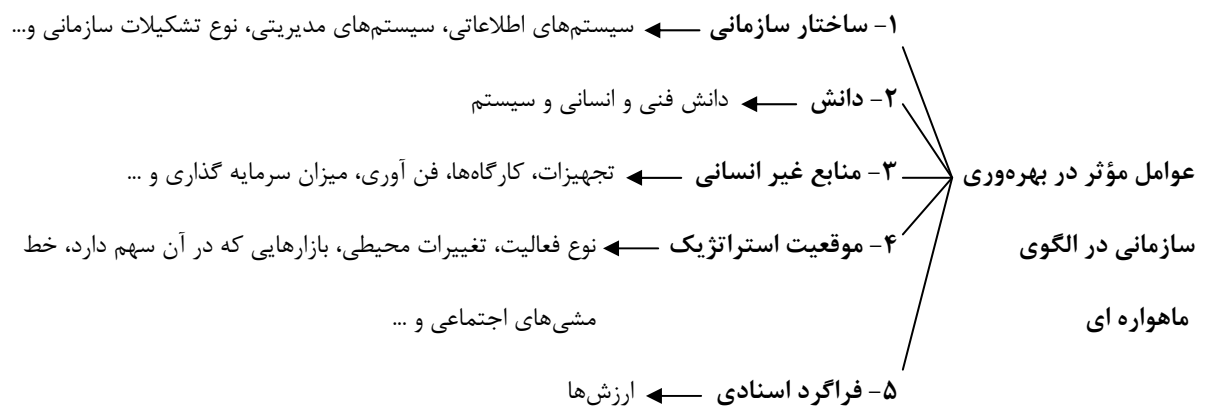 ۱- ساختار سازمانی سیستم‌های اطلاعاتی، سیستم‌های مدیریتی، نوع تشکیلات سازمانی و...
۲- دانش دانش فنی و انسانی و سیستم
عوامل مؤثر در بهره‌وری ۳- منابع غیر انسانی تجهیزات، کارگاه‌ها، فن آوری، میزان سرمایه گذاری و ...
سازمانی در الگوی ۴- موقعیت استراتژیک نوع فعالیت، تغییرات محیطی، بازارهایی که در آن سهم دارد، خط
ماهواره ای مشی‌های اجتماعی و ...
۵- فراگرد اسنادی ارزش‌ها